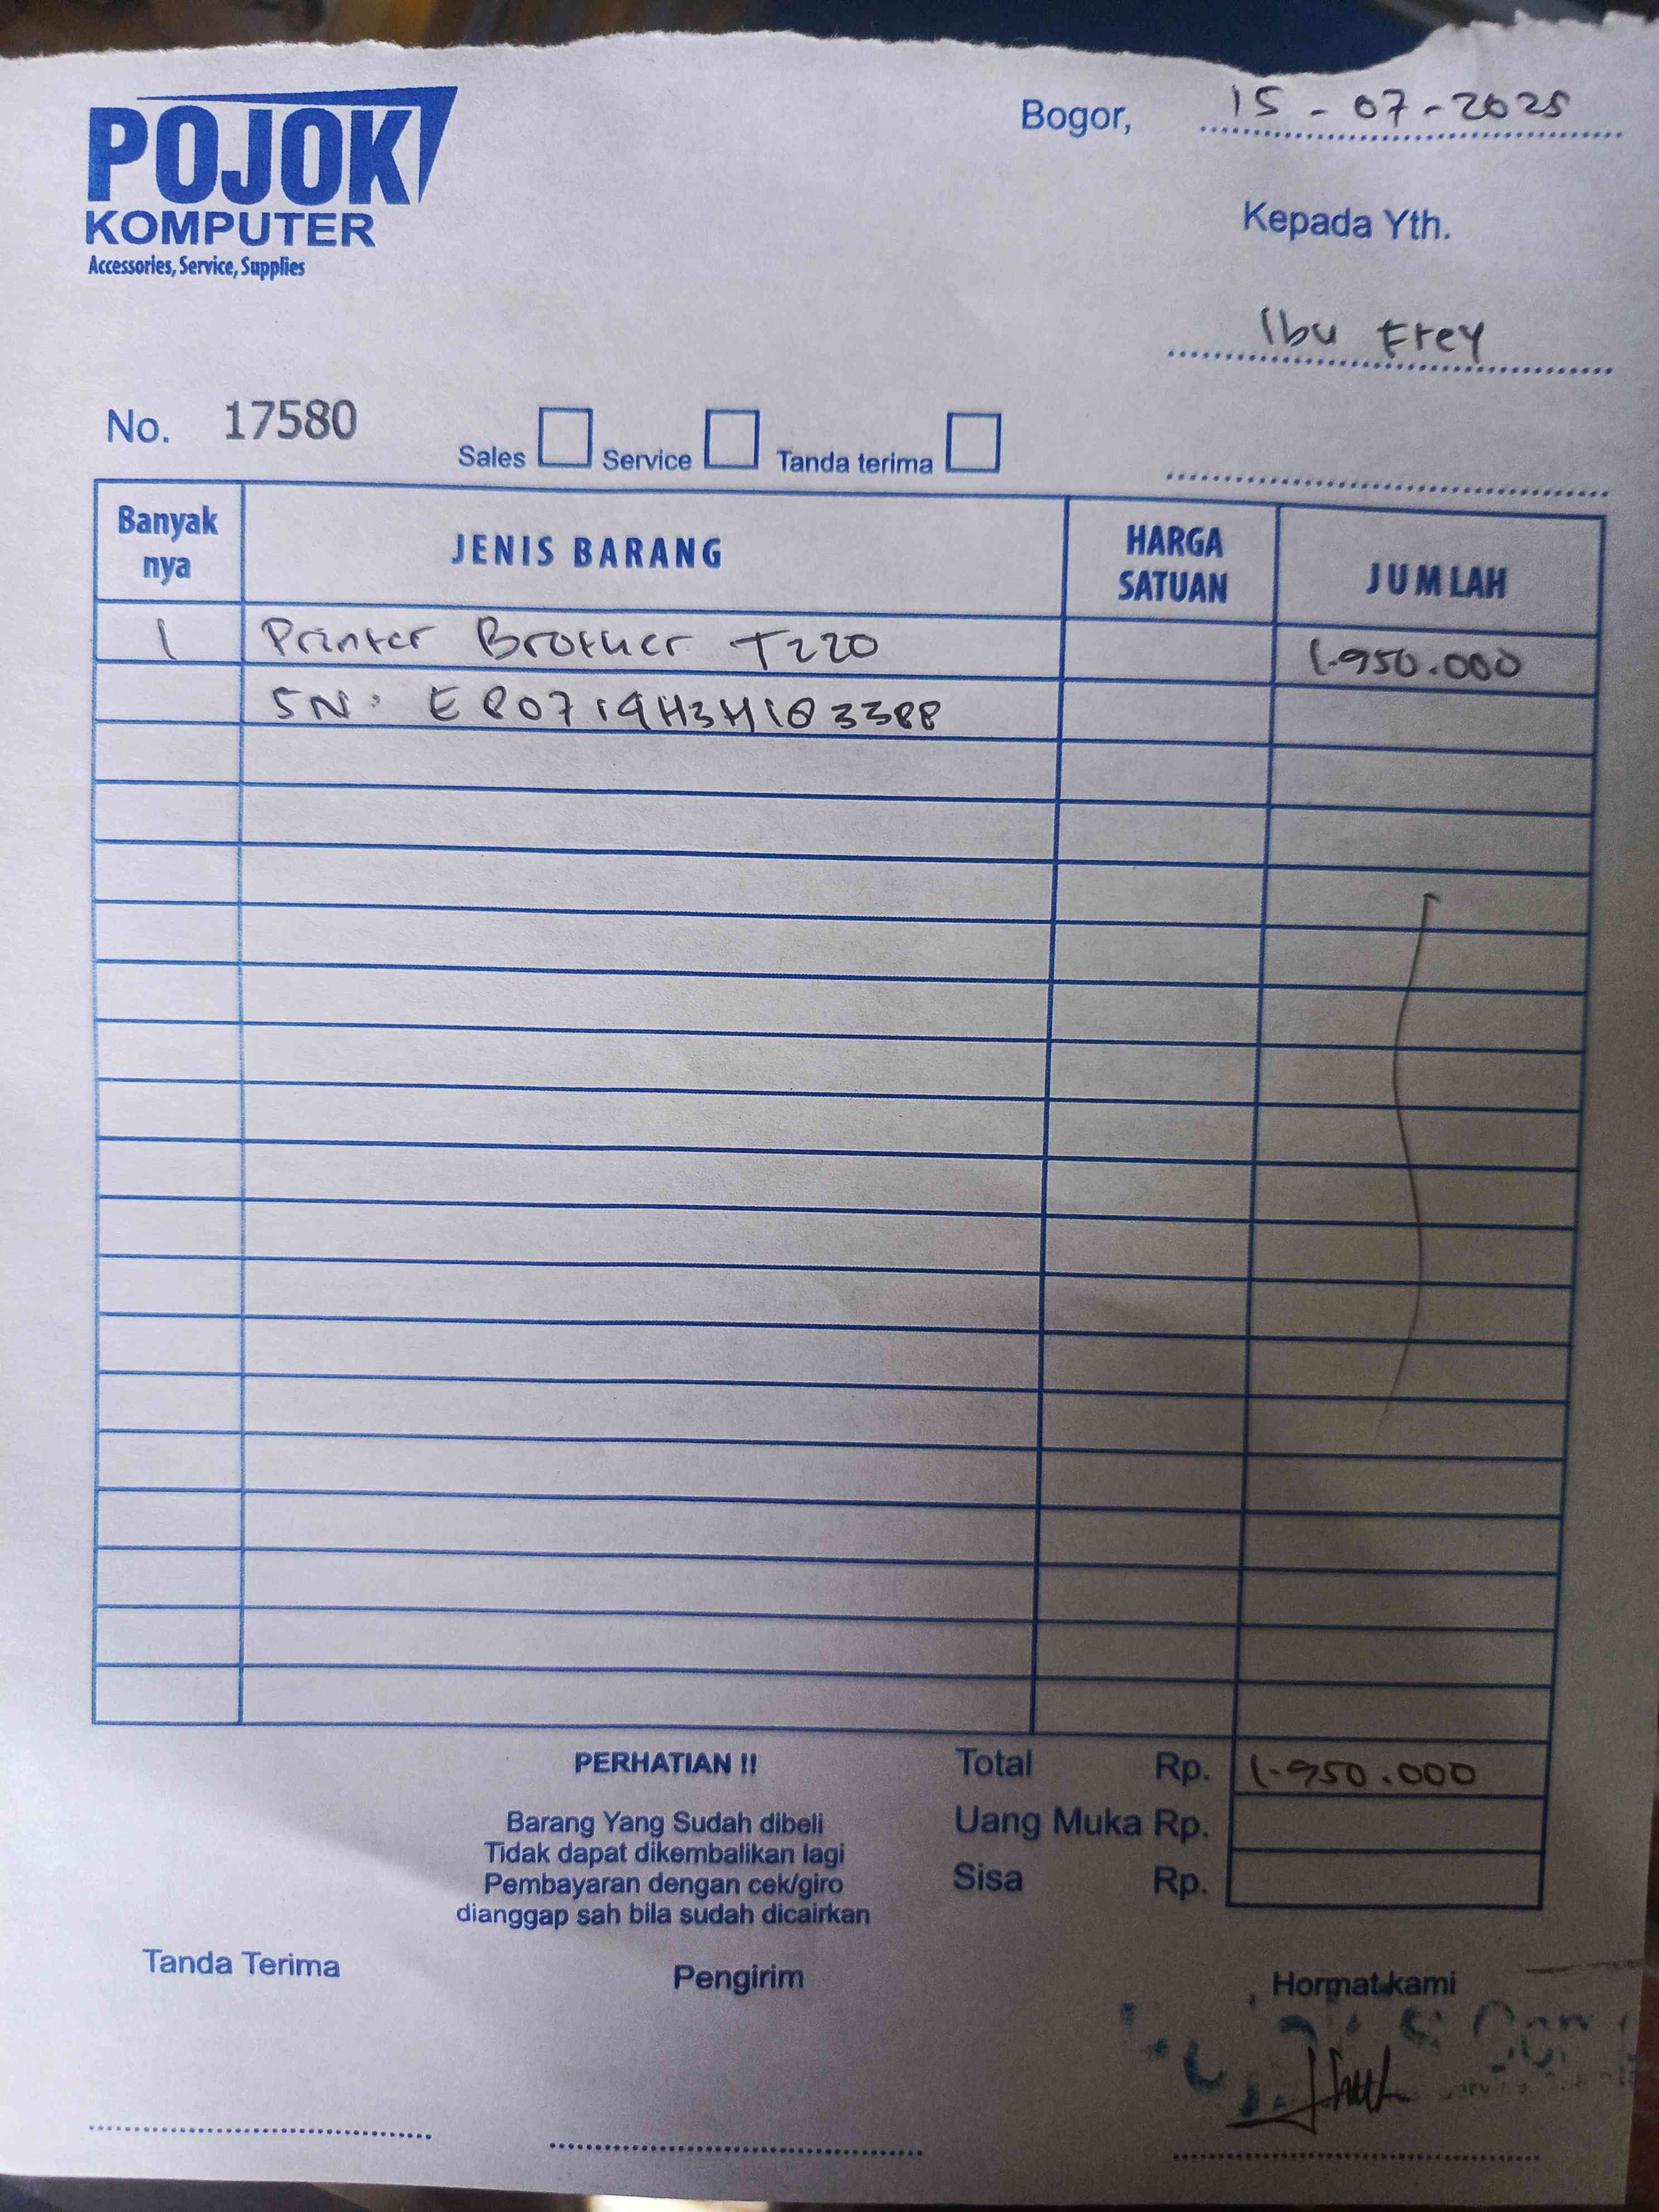 POJOK
KOMPUTER
Accessories, Service, Supplies
Bogor, 15 - 07 - 2025
Kepada Yth.
Ibu Erey
No. 17580
Sales Service Tanda terima
Banyak nya JENIS BARANG HARGA SATUAN JUMLAH
1 Printer Brother T220 1.950.000
SN:
PERHATIAN !!
Barang Yang Sudah dibeli
Tidak dapat dikembalikan lagi
Pembayaran dengan cek/giro
dianggap sah bila sudah dicairkan
Total Rp. 1.950.000
Uang Muka Rp.
Sisa Rp.
Tanda Terima Pengirim Hormat kami